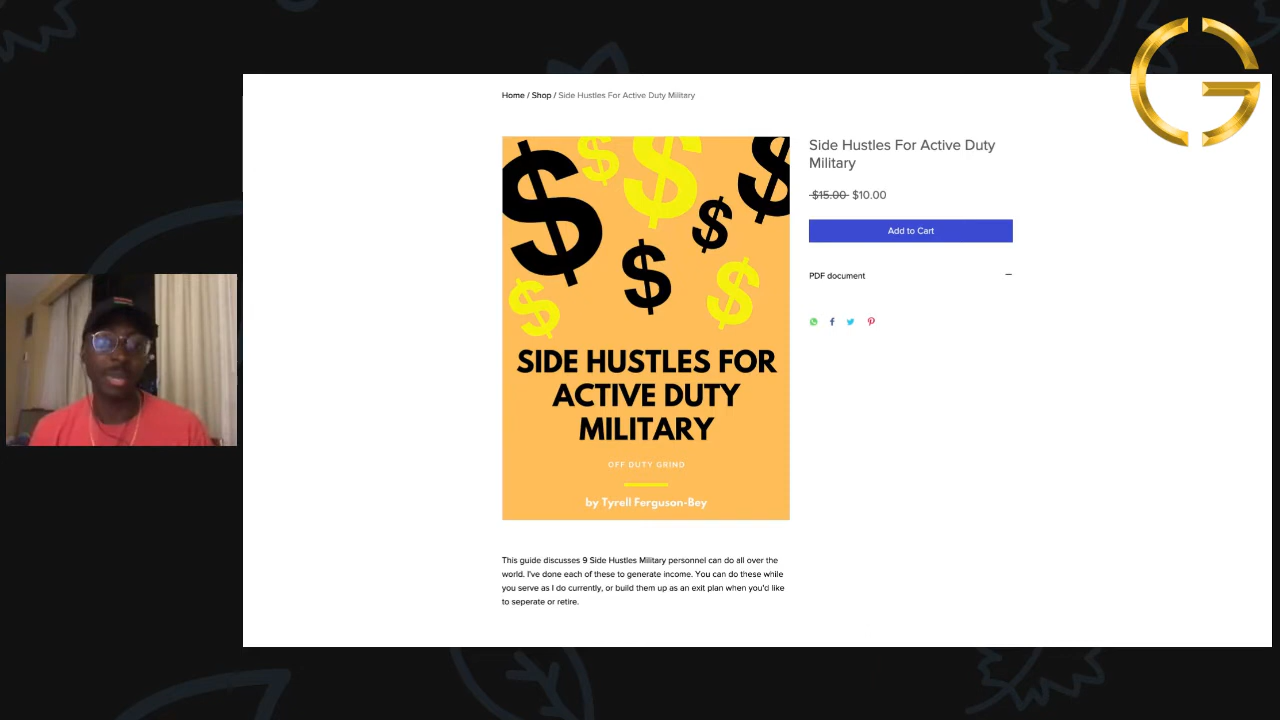 Home / Shop / Side Hustles For Active Duty Military
Side Hustles For Active Duty
Military
$15.00 $10.00
Add to Cart
PDF document
SIDE HUSTLES FOR
ACTIVE DUTY
MILITARY
OFF DUTY GRIND
by Tyrell Ferguson-Bey
This guide discusses 9 Side Hustles Military personnel can do all over the
world. I've done each of these to generate income. You can do these while
you serve as I do currently, or build them up as an exit plan when you'd like
to seperate or retire.